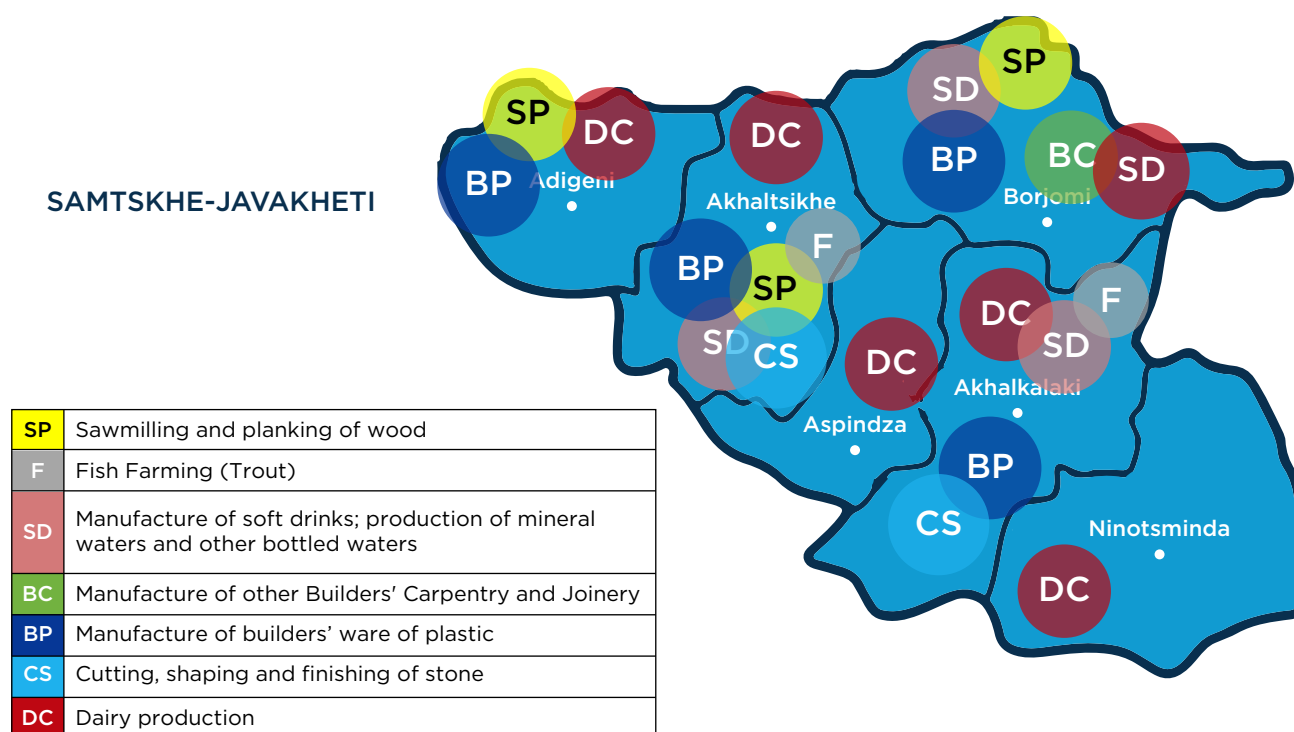 SP
SD
SP
DC
DC
BP
BC
SD
BP
Adigeni
SAMTSKHE-JAVAKHETI
Akhaltsikhe
Borjomi
F
BP
SP
F
DC
SD
CS
SD
DC
Akhalkalaki
Aspindza
BP
CS
Ninotsminda
DC
SP Sawmilling and planking of wood
F Fish Farming (Trout)
SD Manufacture of soft drinks; production of mineral
waters and other bottled waters
BC Manufacture of other Builders' Carpentry and Joinery
BP Manufacture of builders’ ware of plastic
CS Cutting, shaping and finishing of stone
DC Dairy production